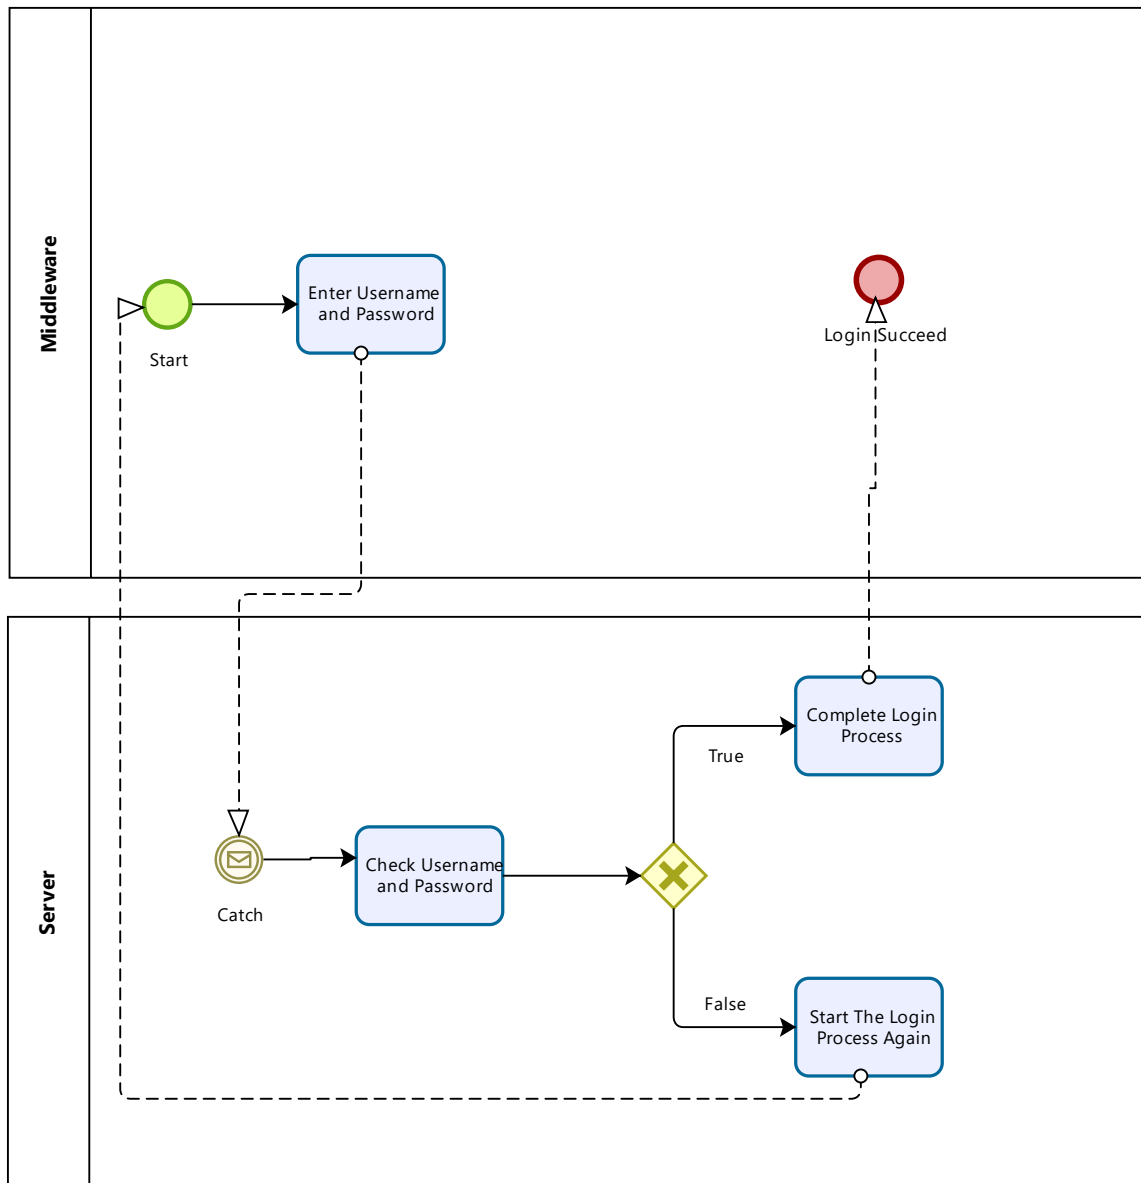 Middleware
Start
Enter Username
and Password
Login Succeed
Server
Catch
Check Username
and Password
True
Complete Login
Process
False
Start The Login
Process Again